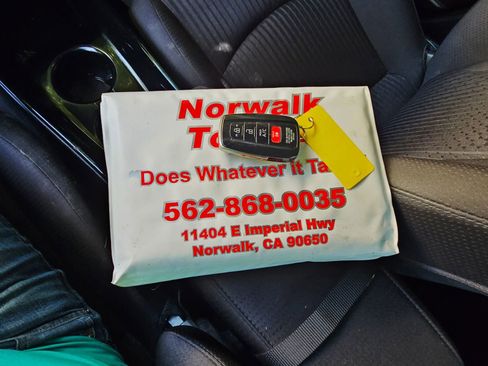 Norwalk
Does Whatever It
562-868-0035
11404 E Imperial Hwy
Norwalk, CA 90650